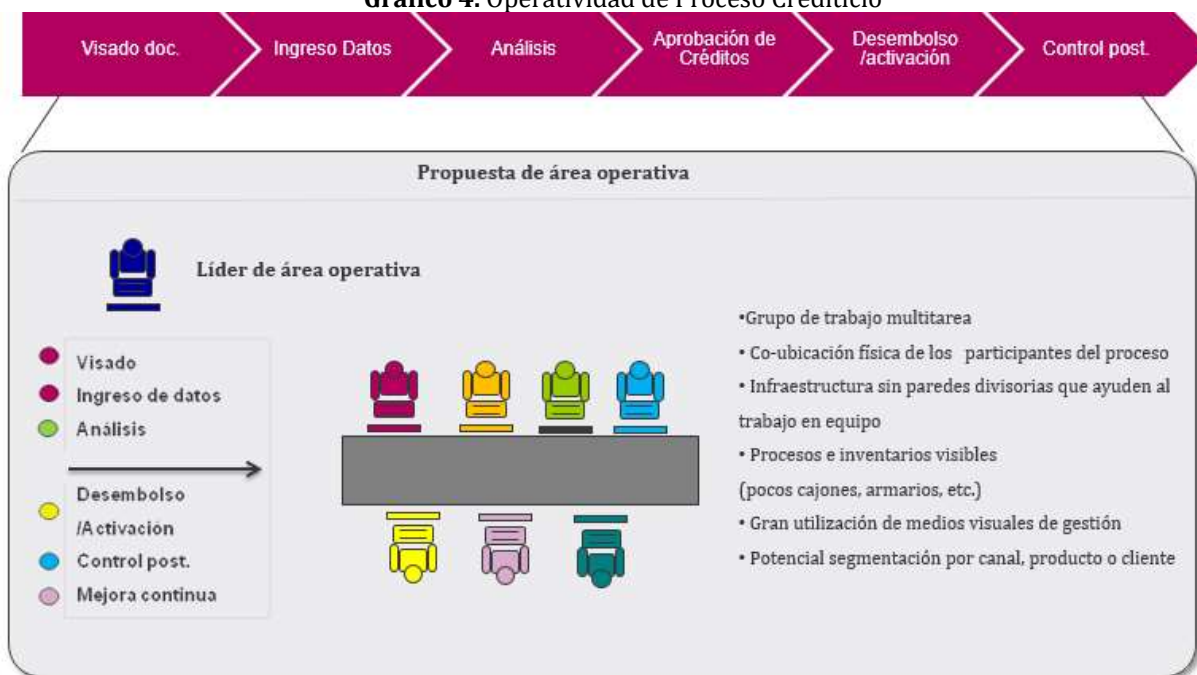 Gráfico 4. Operatividad de Proceso Crediticio
Visado doc.
Ingreso Datos
Análisis
Aprobación de
Créditos
Desembolso
/activación
Control post.
Propuesta de área operativa
Líder de área operativa
Visado
Ingreso de datos
Análisis
Desembolso
/Activación
Control post.
Mejora continua
•Grupo de trabajo multitarea
• Co-ubicación física de los participantes del proceso
• Infraestructura sin paredes divisorias que ayuden al
trabajo en equipo
• Procesos e inventarios visibles
(pocos cajones, armarios, etc.)
• Gran utilización de medios visuales de gestión
• Potencial segmentación por canal, producto o cliente